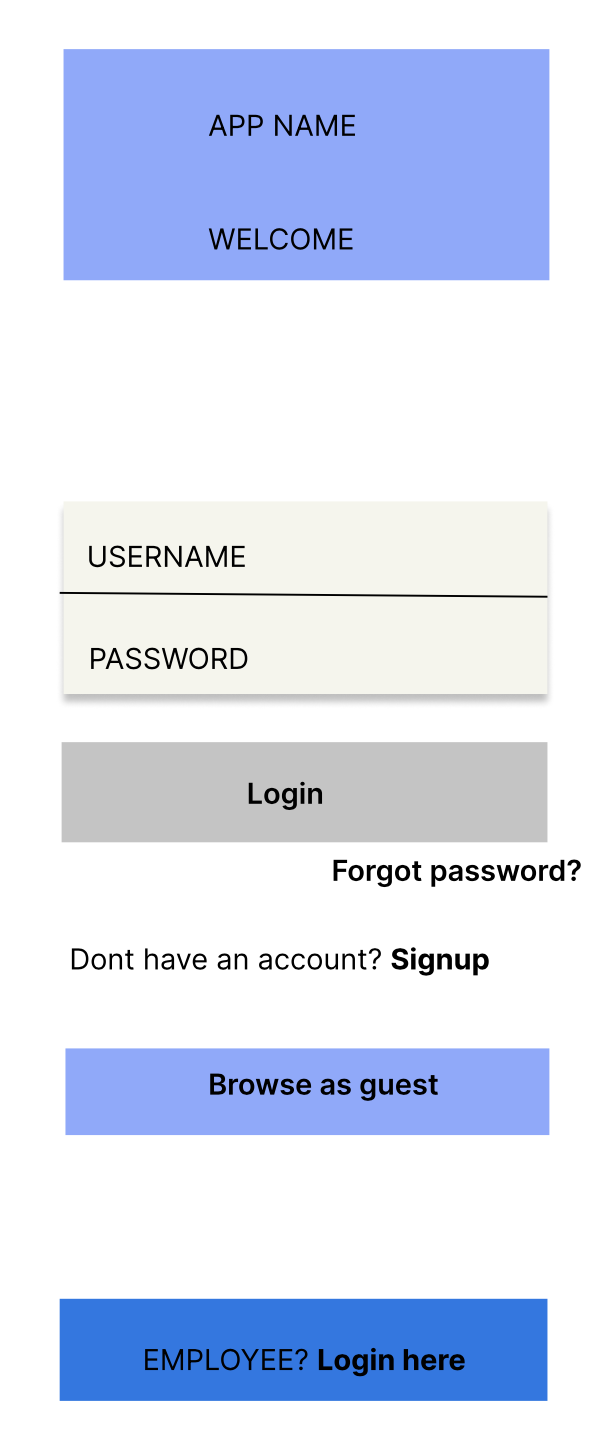 APP NAME
WELCOME
USERNAME
PASSWORD
Login
Forgot password?
Dont have an account? Signup
Browse as guest
EMPLOYEE? Login here